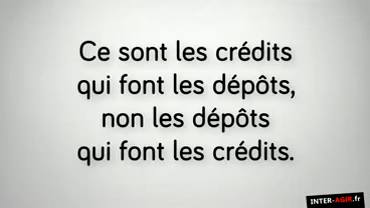 Ce sont les crédits
qui font les dépôts,
non les dépôts
qui font les crédits.
INTER-AGIR.fr